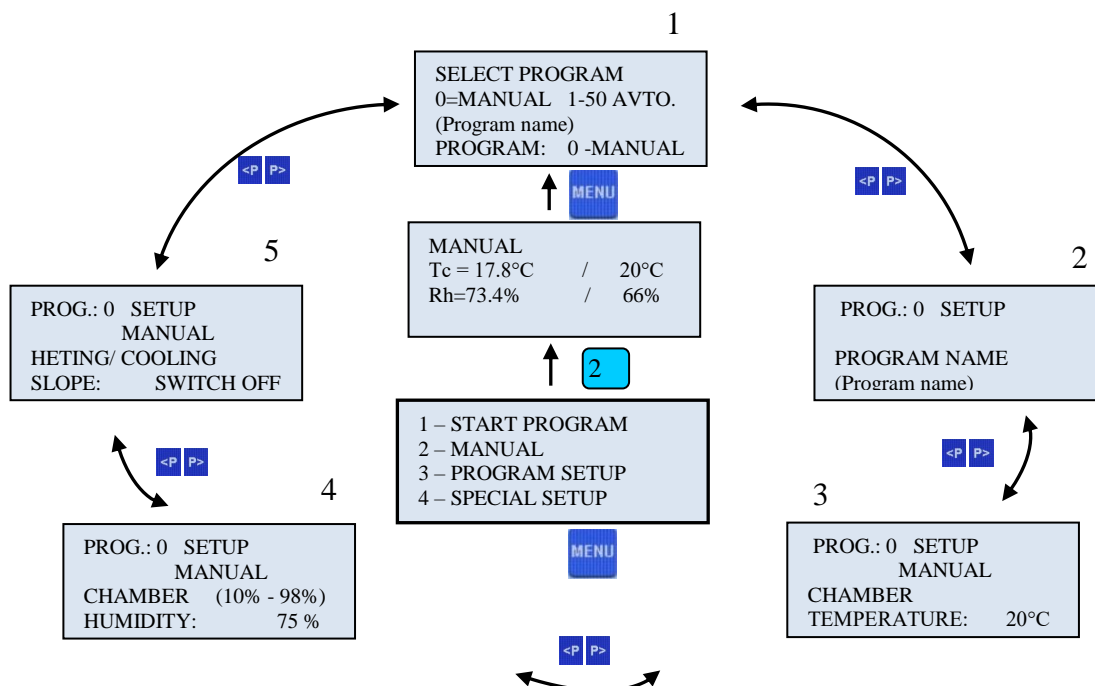 1
SELECT PROGRAM
0=MANUAL 1-50 AVTO.
(Program name)
PROGRAM: 0 -MANUAL
<P P>
MENU
<P P>
5
PROG.: 0 SETUP
MANUAL
HETING/ COOLING
SLOPE: SWITCH OFF
MANUAL
Tc = 17.8°C / 20°C
Rh=73.4% / 66%
2
PROG.: 0 SETUP
PROGRAM NAME
(Program name)
2
1 – START PROGRAM
2 – MANUAL
3 – PROGRAM SETUP
4 – SPECIAL SETUP
MENU
<P P>
<P P>
4
PROG.: 0 SETUP
MANUAL
CHAMBER (10% - 98%)
HUMIDITY: 75 %
3
PROG.: 0 SETUP
MANUAL
CHAMBER
TEMPERATURE: 20°C
<P P>